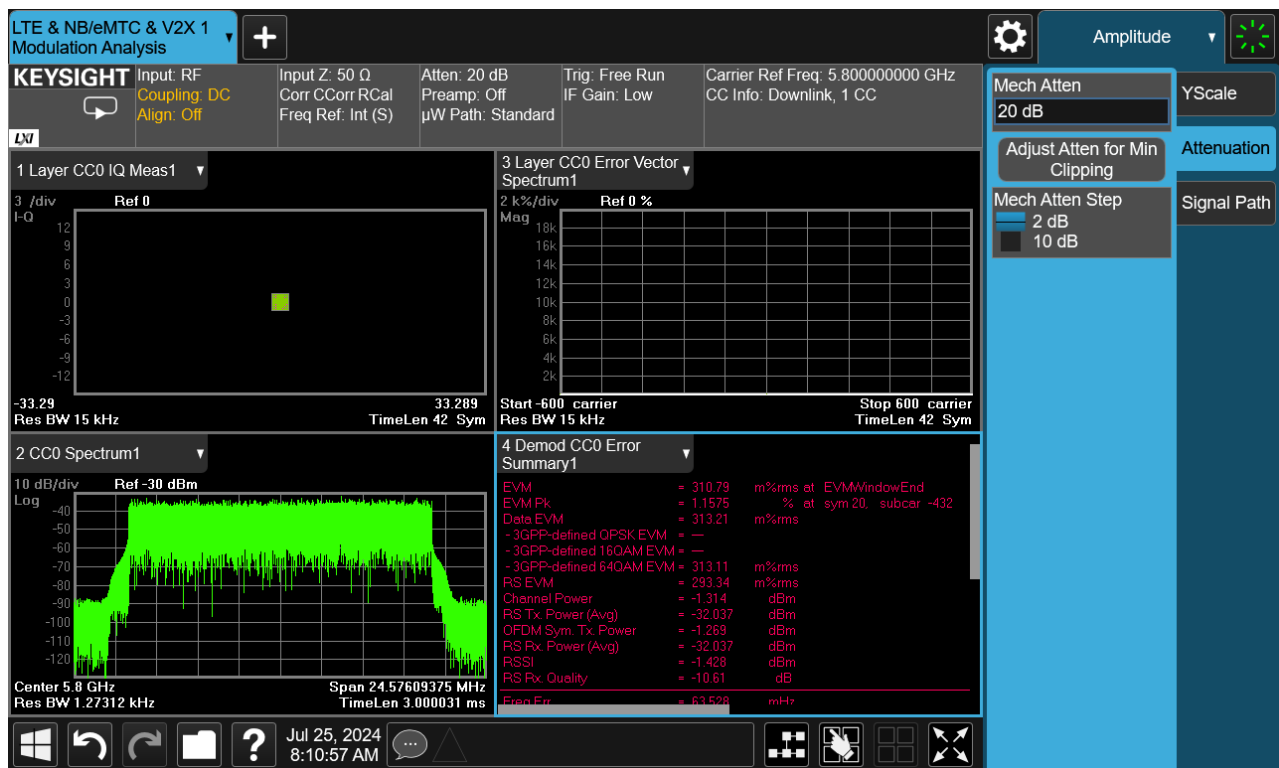 LTE & NB/eMTC & V2X 1
Modulation Analysis
Amplitude
KEYSIGHT
LXI
Input: RF
Coupling: DC
Align: Off
Input Z: 50 Ω
Corr CCorr RCal
Freq Ref: Int (S)
Atten: 20 dB
Preamp: Off
µW Path: Standard
Trig: Free Run
IF Gain: Low
Carrier Ref Freq: 5.800000000 GHz
CC Info: Downlink, 1 CC
Mech Atten
20 dB
Adjust Atten for Min
Clipping
Mech Atten Step
2 dB
10 dB
YScale
Attenuation
Signal Path
1 Layer CC0 IQ Meas1
3 /div
Ref 0
I-Q
12
9
6
3
0
-3
-6
-9
-12
-33.29
33.289
Res BW 15 kHz
TimeLen 42 Sym
3 Layer CC0 Error Vector
Spectrum1
2 k%/div
Ref 0 %
Mag
18k
16k
14k
12k
10k
8k
6k
4k
2k
Start -600 carrier
Stop 600 carrier
Res BW 15 kHz
TimeLen 42 Sym
2 CC0 Spectrum1
10 dB/div
Ref -30 dBm
Log
-40
-50
-60
-70
-80
-90
-100
-110
-120
Center 5.8 GHz
Span 24.57609375 MHz
Res BW 1.27312 kHz
TimeLen 3.000031 ms
4 Demod CC0 Error
Summary1
EVM = 310.79 m%rms at EVMWindowEnd
EVM Pk = 1.1575 % at sym 20, subcar -432
Data EVM = 313.21 m%rms
- 3GPP-defined QPSK EVM = —
- 3GPP-defined 16QAM EVM = —
- 3GPP-defined 64QAM EVM = 313.11 m%rms
RS EVM = 293.34 m%rms
Channel Power = -1.314 dBm
RS Tx. Power (Avg) = -32.037 dBm
OFDM Sym. Tx. Power = -1.269 dBm
RS Rx. Power (Avg) = -32.037 dBm
RSSI = -1.428 dBm
RS Rx. Quality = -10.61 dB
Freq Err = 63.528 mHz
?
Jul 25, 2024
8:10:57 AM